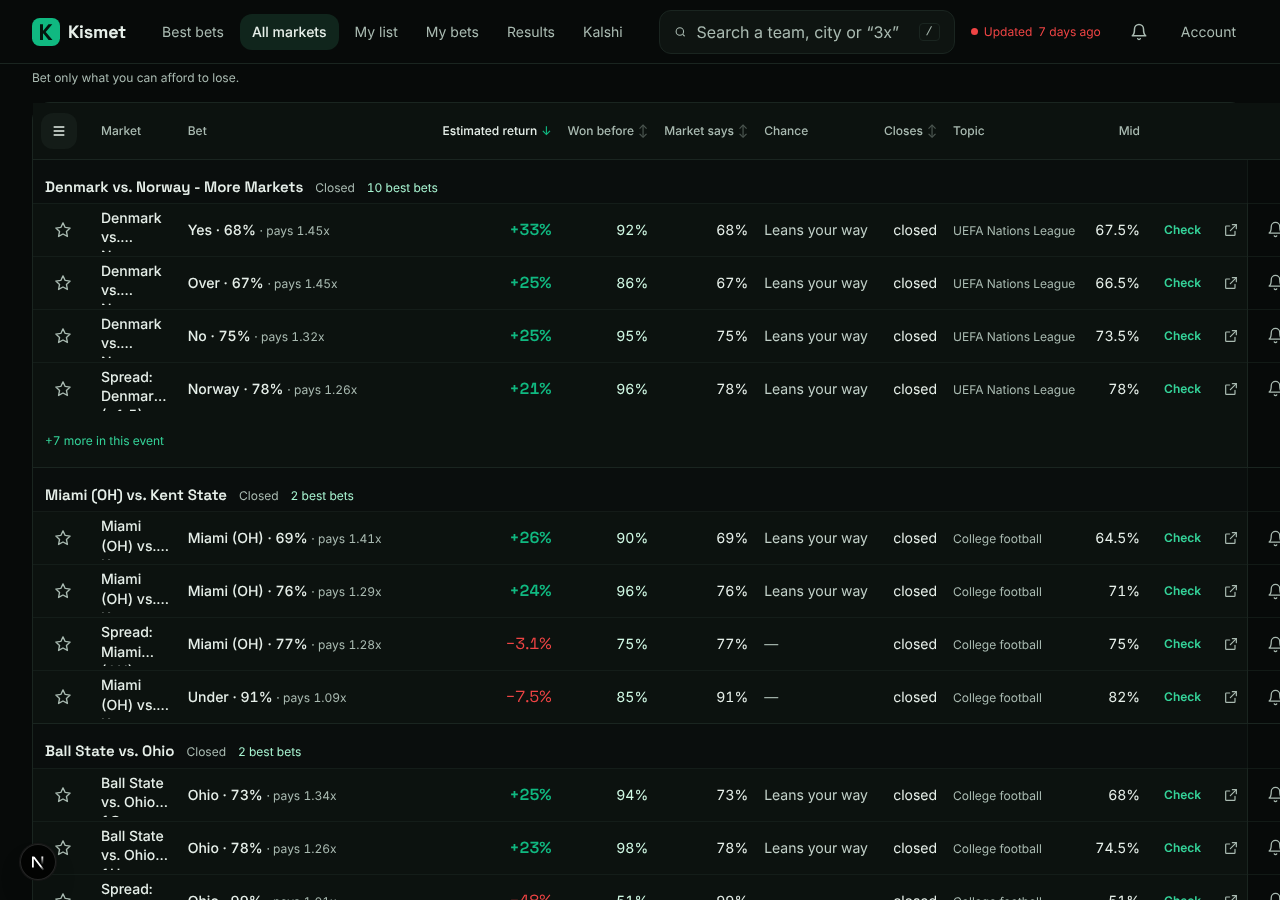 Kismet
Best bets
All markets
My list
My bets
Results
Kalshi
Search a team, city or “3x”
/
Updated 7 days ago
Account
Bet only what you can afford to lose.
Market Bet Estimated return Won before Market says Chance Closes Topic Mid
Denmark vs. Norway - More Markets Closed 10 best bets
Denmark
vs....
Yes · 68% · pays 1.45x +33% 92% 68% Leans your way closed UEFA Nations League 67.5% Check
Denmark
vs....
Over · 67% · pays 1.45x +25% 86% 67% Leans your way closed UEFA Nations League 66.5% Check
Denmark
vs....
No · 75% · pays 1.32x +25% 95% 75% Leans your way closed UEFA Nations League 73.5% Check
Spread:
Denmar...
Norway · 78% · pays 1.26x +21% 96% 78% Leans your way closed UEFA Nations League 78% Check
+7 more in this event
Miami (OH) vs. Kent State Closed 2 best bets
Miami
(OH) vs....
Miami (OH) · 69% · pays 1.41x +26% 90% 69% Leans your way closed College football 64.5% Check
Miami
(OH) vs....
Miami (OH) · 76% · pays 1.29x +24% 96% 76% Leans your way closed College football 71% Check
Spread:
Miami...
Miami (OH) · 77% · pays 1.28x −3.1% 75% 77% — closed College football 75% Check
Miami
(OH) vs....
Under · 91% · pays 1.09x −7.5% 85% 91% — closed College football 82% Check
Ball State vs. Ohio Closed 2 best bets
Ball State
vs. Ohio...
Ohio · 73% · pays 1.34x +25% 94% 73% Leans your way closed College football 68% Check
Ball State
vs. Ohio...
Ohio · 78% · pays 1.26x +23% 98% 78% Leans your way closed College football 74.5% Check
N
Spread: